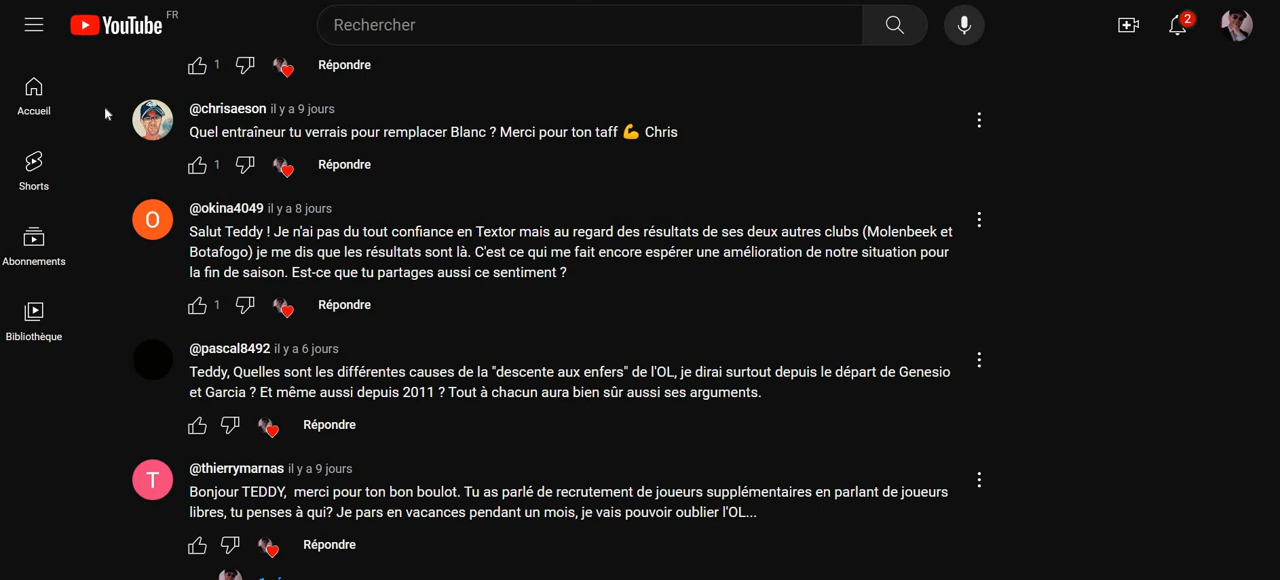 YouTube FR
Rechercher
2
Accueil
Shorts
Abonnements
Bibliothèque
1 Répondre
@chrisaeson il y a 9 jours
Quel entraîneur tu verrais pour remplacer Blanc ? Merci pour ton taff 💪 Chris
1 Répondre
O
@okina4049 il y a 8 jours
Salut Teddy ! Je n'ai pas du tout confiance en Textor mais au regard des résultats de ses deux autres clubs (Molenbeek et
Botafogo) je me dis que les résultats sont là. C'est ce qui me fait encore espérer une amélioration de notre situation pour
la fin de saison. Est-ce que tu partages aussi ce sentiment ?
1 Répondre
@pascal8492 il y a 6 jours
Teddy, Quelles sont les différentes causes de la "descente aux enfers" de l'OL, je dirai surtout depuis le départ de Genesio
et Garcia ? Et même aussi depuis 2011 ? Tout à chacun aura bien sûr aussi ses arguments.
Répondre
T
@thierrymarnas il y a 9 jours
Bonjour TEDDY, merci pour ton bon boulot. Tu as parlé de recrutement de joueurs supplémentaires en parlant de joueurs
libres, tu penses à qui? Je pars en vacances pendant un mois, je vais pouvoir oublier l'OL...
Répondre